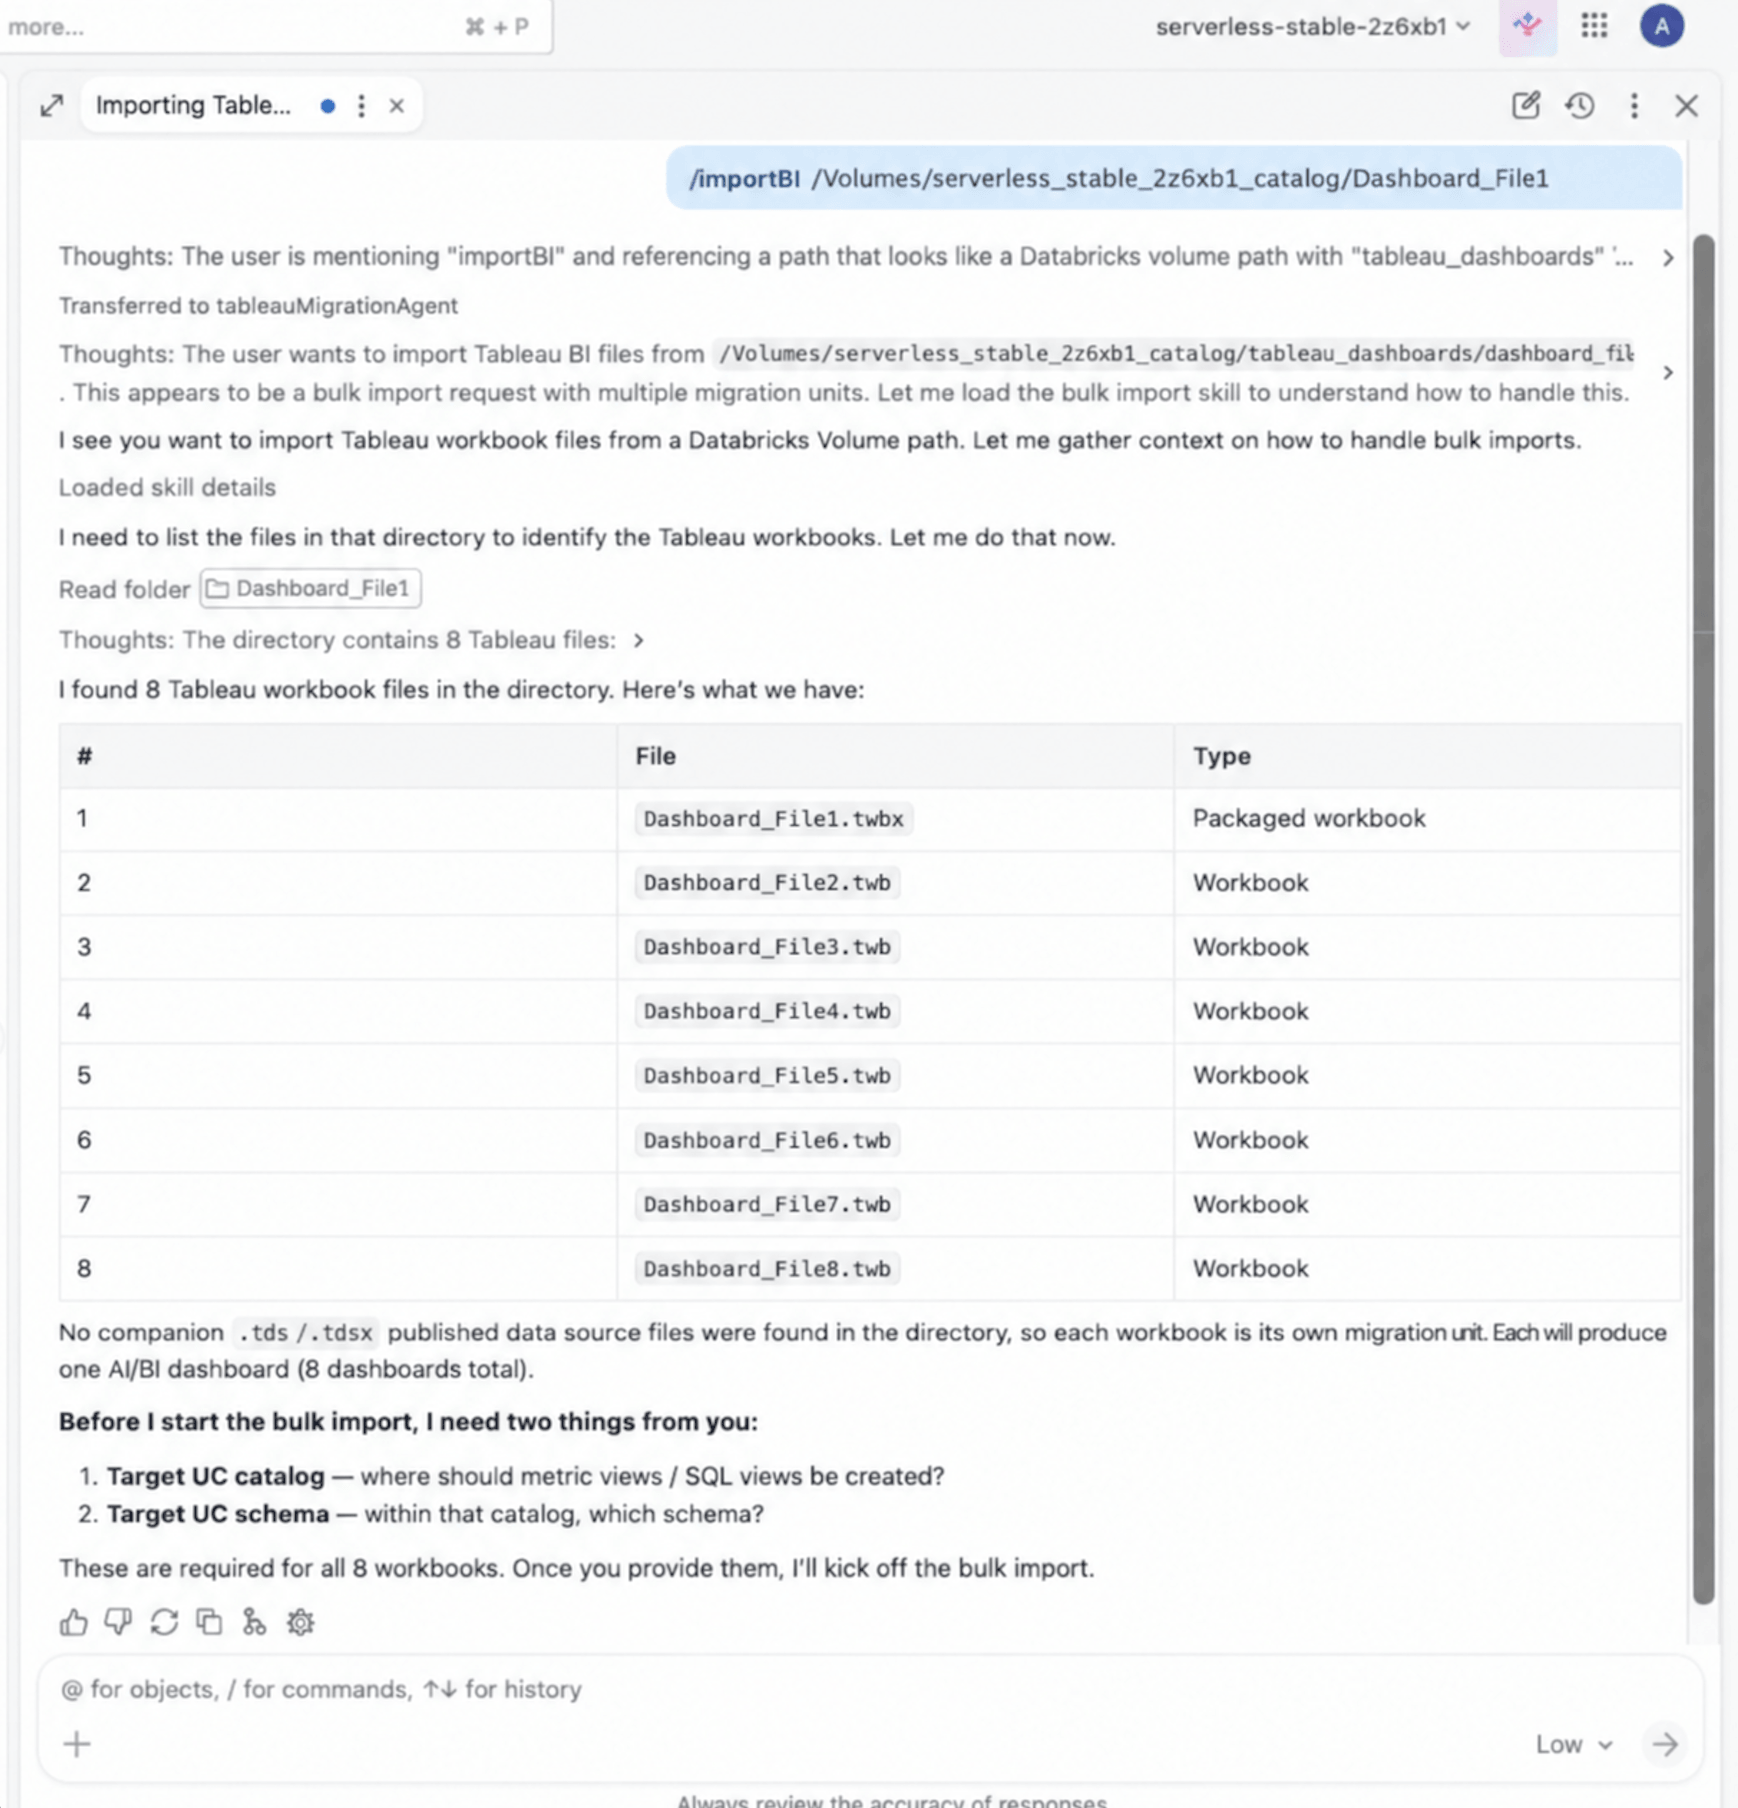 more... ⌘ + P serverless-stable-2z6xb1 A
Importing Table...
/importBI /Volumes/serverless_stable_2z6xb1_catalog/Dashboard_File1
Thoughts: The user is mentioning "importBI" and referencing a path that looks like a Databricks volume path with "tableau_dashboards" '...
Transferred to tableauMigrationAgent
Thoughts: The user wants to import Tableau BI files from /Volumes/serverless_stable_2z6xb1_catalog/tableau_dashboards/dashboard_fil
. This appears to be a bulk import request with multiple migration units. Let me load the bulk import skill to understand how to handle this.
I see you want to import Tableau workbook files from a Databricks Volume path. Let me gather context on how to handle bulk imports.
Loaded skill details
I need to list the files in that directory to identify the Tableau workbooks. Let me do that now.
Read folder Dashboard_File1
Thoughts: The directory contains 8 Tableau files:
I found 8 Tableau workbook files in the directory. Here's what we have:
# File Type
1 Dashboard_File1.twbx Packaged workbook
2 Dashboard_File2.twb Workbook
3 Dashboard_File3.twb Workbook
4 Dashboard_File4.twb Workbook
5 Dashboard_File5.twb Workbook
6 Dashboard_File6.twb Workbook
7 Dashboard_File7.twb Workbook
8 Dashboard_File8.twb Workbook
No companion .tds /.tdsx published data source files were found in the directory, so each workbook is its own migration unit. Each will produce
one AI/BI dashboard (8 dashboards total).
Before I start the bulk import, I need two things from you:
1. Target UC catalog — where should metric views / SQL views be created?
2. Target UC schema — within that catalog, which schema?
These are required for all 8 workbooks. Once you provide them, I'll kick off the bulk import.
@ for objects, / for commands, ↑↓ for history
Low
Always review the accuracy of responses